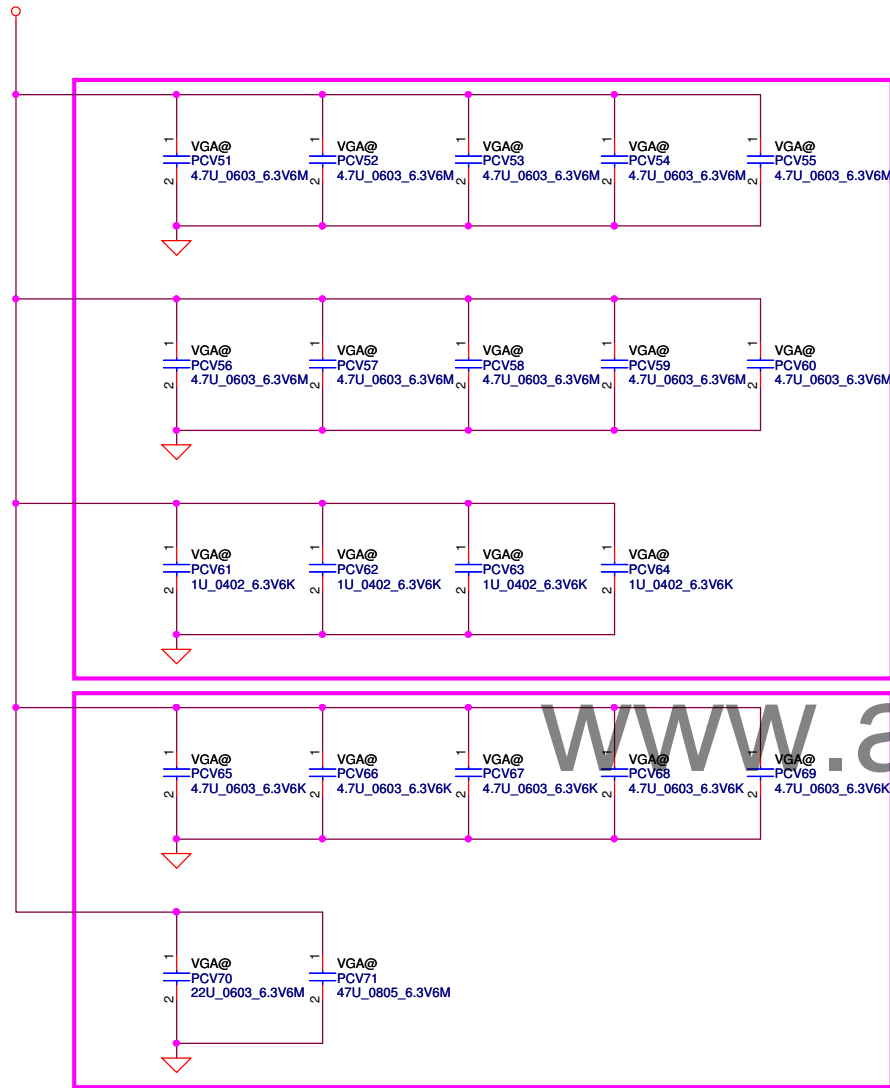 1 1 1 1 1
VGA@ VGA@ VGA@ VGA@ VGA@
PCV51 PCV52 PCV53 PCV54 PCV55
2 2 2 2 2
4.7U_0603_6.3V6M 4.7U_0603_6.3V6M 4.7U_0603_6.3V6M 4.7U_0603_6.3V6M 4.7U_0603_6.3V6M
1 1 1 1 1
VGA@ VGA@ VGA@ VGA@ VGA@
PCV56 PCV57 PCV58 PCV59 PCV60
2 2 2 2 2
4.7U_0603_6.3V6M 4.7U_0603_6.3V6M 4.7U_0603_6.3V6M 4.7U_0603_6.3V6M 4.7U_0603_6.3V6M
1 1 1 1
VGA@ VGA@ VGA@ VGA@
PCV61 PCV62 PCV63 PCV64
2 2 2 2
1U_0402_6.3V6K 1U_0402_6.3V6K 1U_0402_6.3V6K 1U_0402_6.3V6K
www.a
1 1 1 1 1
VGA@ VGA@ VGA@ VGA@ VGA@
PCV65 PCV66 PCV67 PCV68 PCV69
2 2 2 2 2
4.7U_0603_6.3V6K 4.7U_0603_6.3V6K 4.7U_0603_6.3V6K 4.7U_0603_6.3V6K 4.7U_0603_6.3V6K
1 1
VGA@ VGA@
PCV70 PCV71
2 2
22U_0603_6.3V6M 47U_0805_6.3V6M